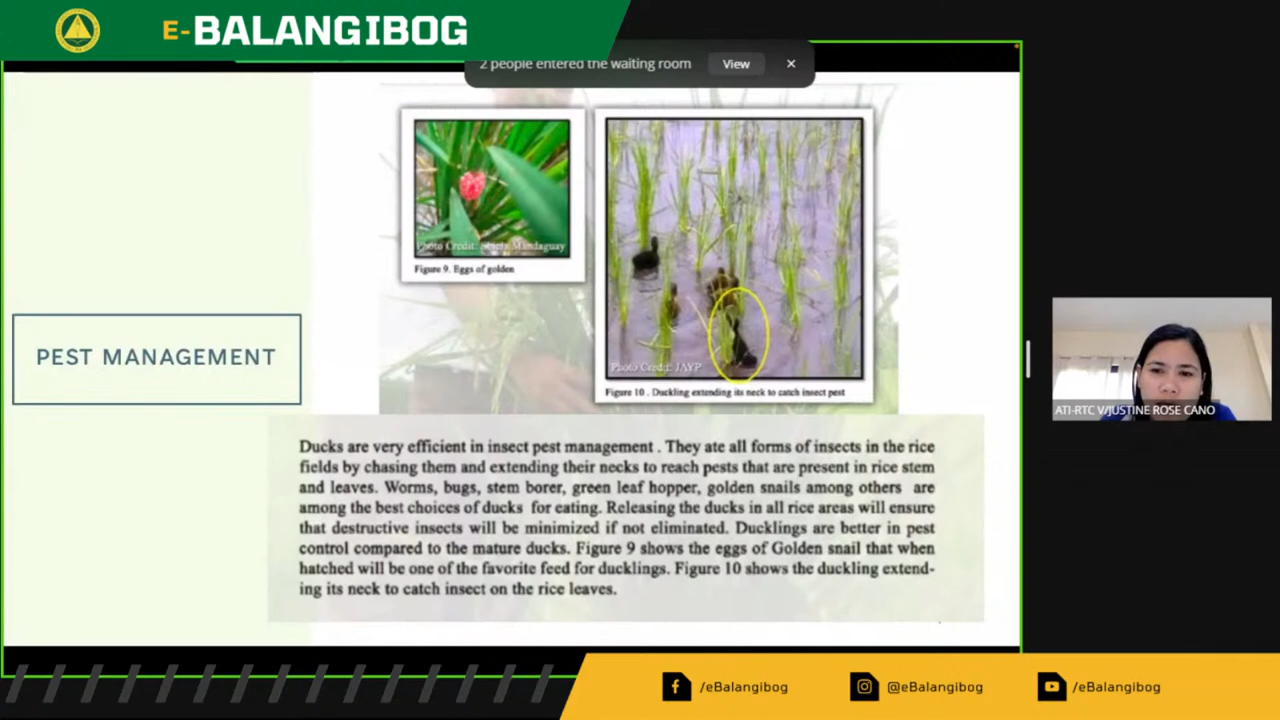 E-BALANGIBOG
2 people entered the waiting room View
Photo Credit: Sheila Mandaguay
Figure 9. Eggs of golden
Photo Credit: JAYP
Figure 10 . Duckling extending its neck to catch insect pest
PEST MANAGEMENT
Ducks are very efficient in insect pest management . They ate all forms of insects in the rice
fields by chasing them and extending their necks to reach pests that are present in rice stem
and leaves. Worms, bugs, stem borer, green leaf hopper, golden snails among others are
among the best choices of ducks for eating. Releasing the ducks in all rice areas will ensure
that destructive insects will be minimized if not eliminated. Ducklings are better in pest
control compared to the mature ducks. Figure 9 shows the eggs of Golden snail that when
hatched will be one of the favorite feed for ducklings. Figure 10 shows the duckling extend-
ing its neck to catch insect on the rice leaves.
ATI-RTC V/JUSTINE ROSE CANO
/eBalangibog
@eBalangibog
/eBalangibog